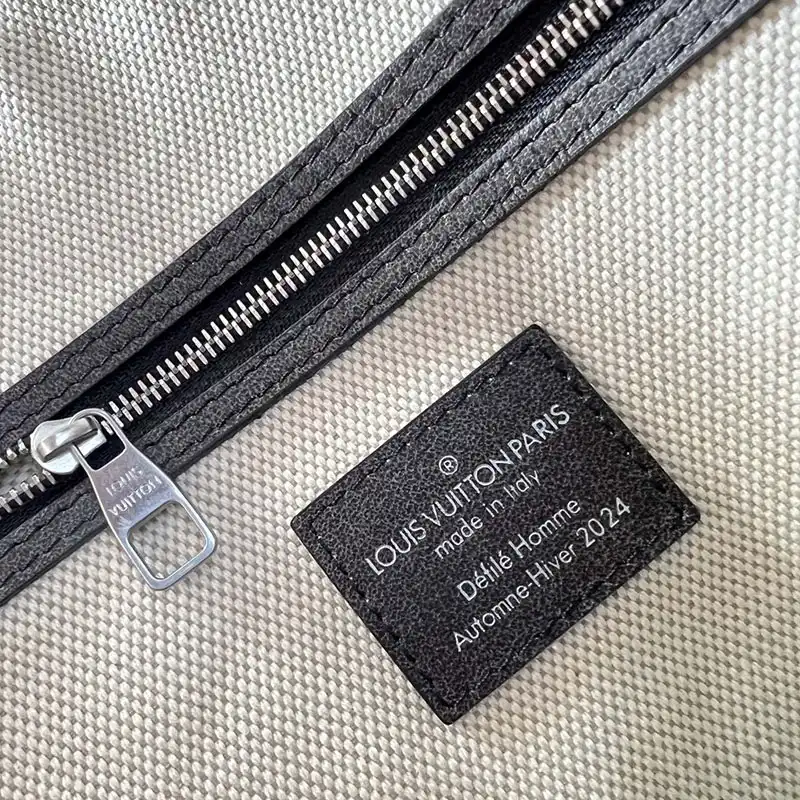 LOUIS
VUITTON
®
LOUIS VUITTON PARIS
made in Italy
Défilé Homme
Automne-Hiver 2024